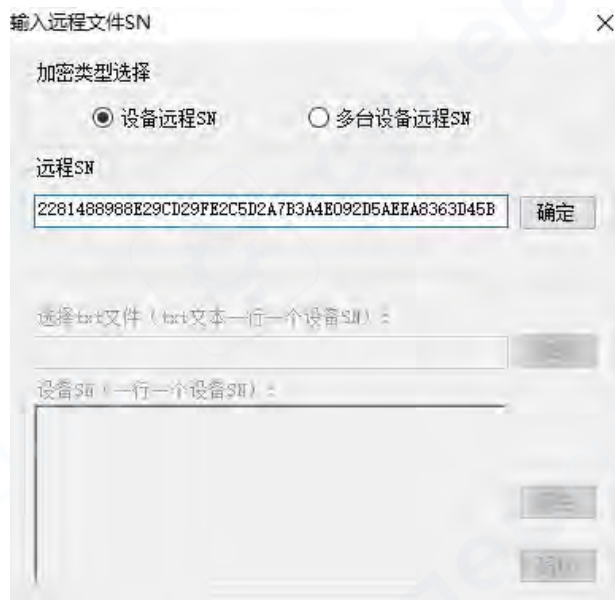 输入远程文件SN
加密类型选择
设备远程SN 多台设备远程SN
远程SN
2281488988E29CD29FE2C5D2A7B3A4E092D5AEEA8363D45B 确定
选择txt文件（txt文本一行一个设备SN）：
设备SN（一行一个设备SN）：